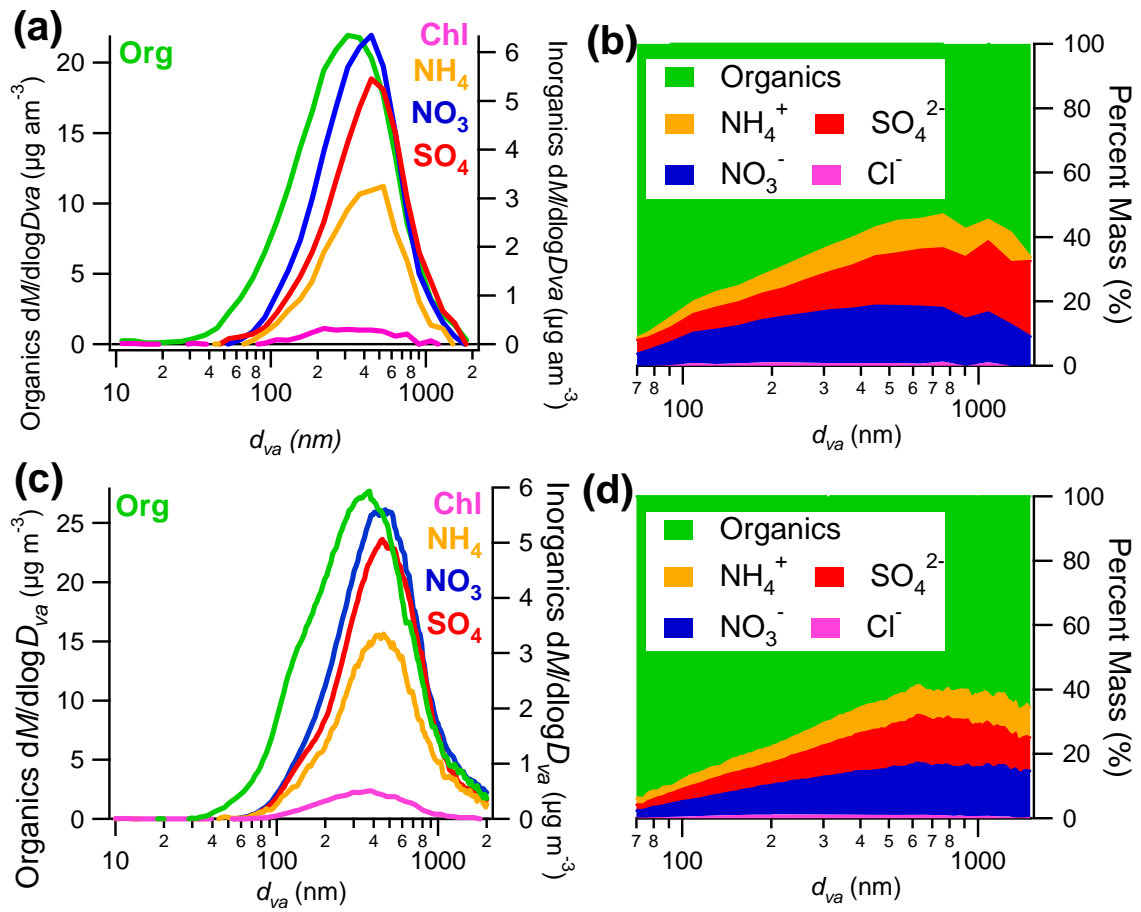 (a)
Org
Chl
NH4
NO3
SO4
Organics dM/dlogDva (µg am-3)
20
15
10
5
0
Inorganics dM/dlogDva (µg am-3)
6
5
4
3
2
1
0
10 2 4 6 8 100 2 4 6 8 1000 2
dva (nm)
(b)
Organics
NH4+ SO42-
NO3- Cl-
100
80
60
40
20
0
Percent Mass (%)
7 8 100 2 3 4 5 6 7 8 1000
dva (nm)
(c)
Org
Chl
NH4
NO3
SO4
Organics dM/dlogDva (µg m-3)
25
20
15
10
5
0
Inorganics dM/dlogDva (µg m-3)
6
5
4
3
2
1
0
10 2 4 6 8 100 2 4 6 8 1000 2
dva (nm)
(d)
Organics
NH4+ SO42-
NO3- Cl-
100
80
60
40
20
0
Percent Mass (%)
7 8 100 2 3 4 5 6 7 8 1000
dva (nm)